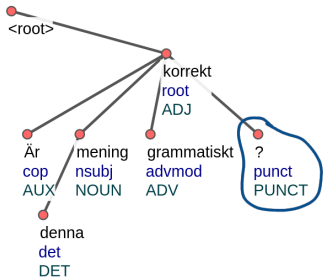 <root>
korrekt
root
ADJ
Är
cop
AUX
mening
nsubj
NOUN
grammatiskt
advmod
ADV
?
punct
PUNCT
denna
det
DET